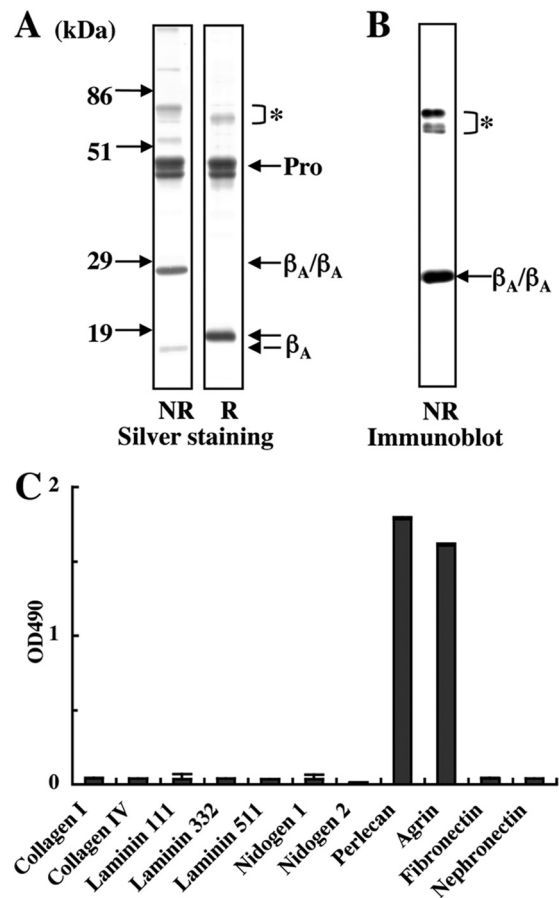 A (kDa)
B
86
51
29
19
*
Pro
βA/βA
βA
*
βA/βA
NR R
Silver staining
NR
Immunoblot
C
2
1
0
OD490
Collagen I
Collagen IV
Laminin 111
Laminin 332
Laminin 511
Nidogen 1
Nidogen 2
Perlecan
Agrin
Fibronectin
Nephronectin